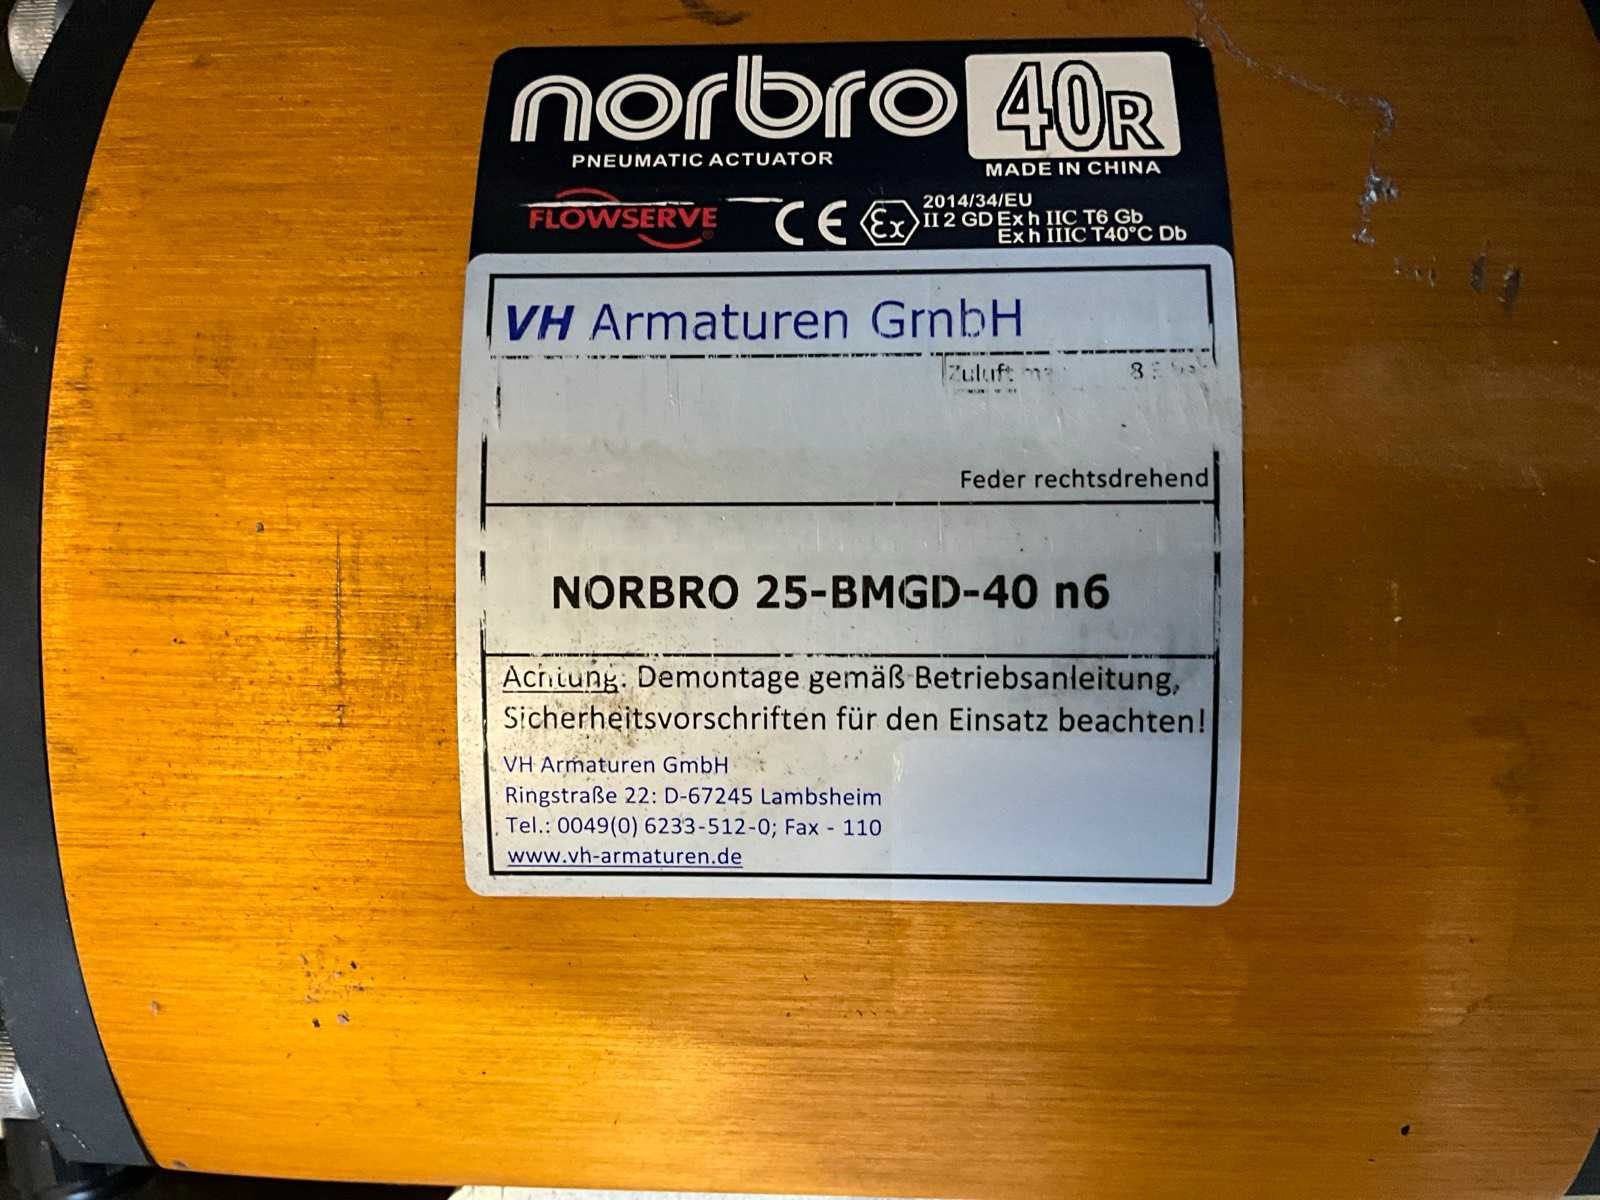 norbro 40R
PNEUMATIC ACTUATOR
MADE IN CHINA
FLOWSERVE
CE Ex 2014/34/EU
II 2 GD Ex h IIC T6 Gb
Ex h IIIC T40°C Db
VH Armaturen GmbH
Zuluft
Feder rechtsdrehend
NORBRO 25-BMGD-40 n6
Achtung: Demontage gemäß Betriebsanleitung,
Sicherheitsvorschriften für den Einsatz beachten!
VH Armaturen GmbH
Ringstraße 22: D-67245 Lambsheim
Tel.: 0049(0) 6233-512-0; Fax - 110
www.vh-armaturen.de